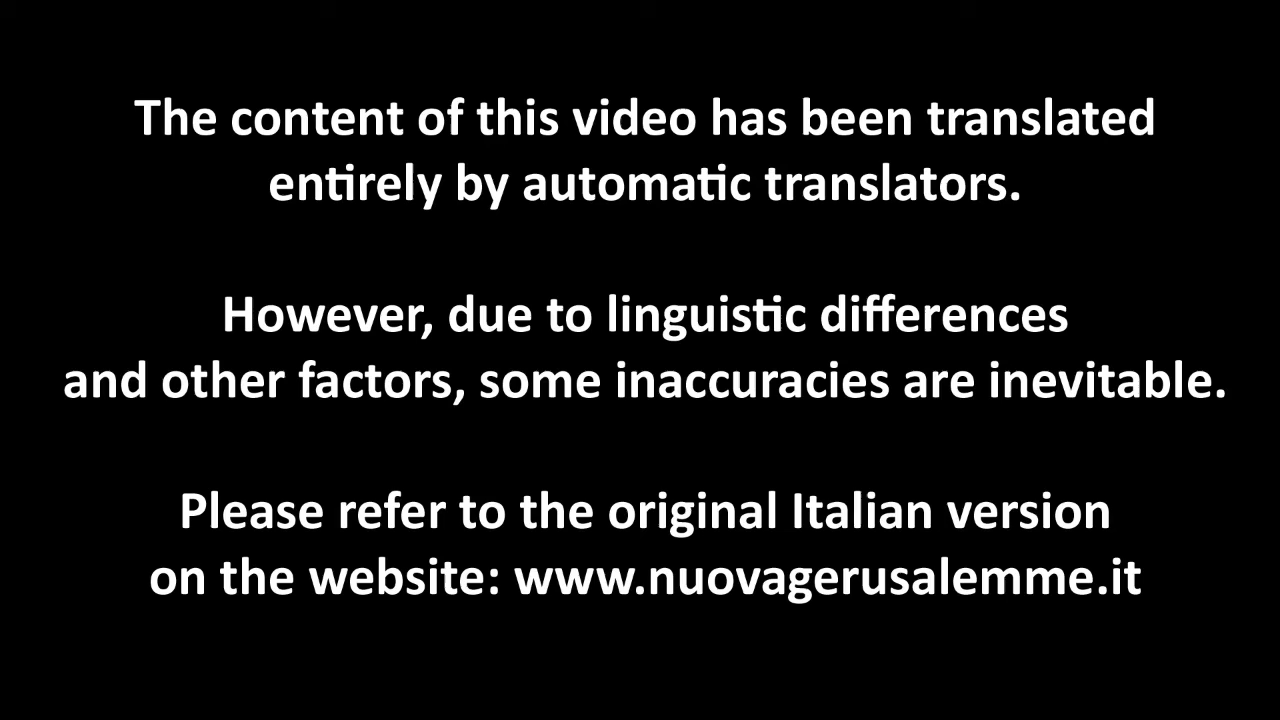 The content of this video has been translated
entirely by automatic translators.
However, due to linguistic differences
and other factors, some inaccuracies are inevitable.
Please refer to the original Italian version
on the website: www.nuovagerusalemme.it